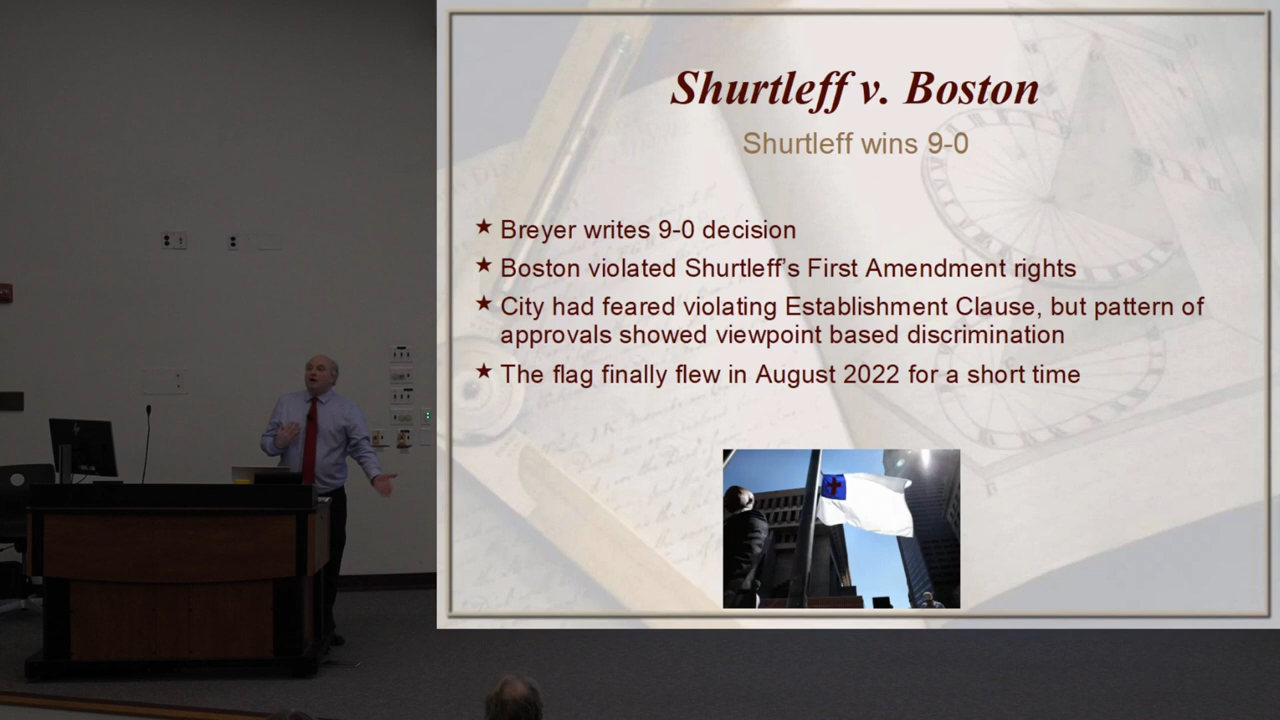 Shurtleff v. Boston
Shurtleff wins 9-0
★ Breyer writes 9-0 decision
★ Boston violated Shurtleff's First Amendment rights
★ City had feared violating Establishment Clause, but pattern of
approvals showed viewpoint based discrimination
★ The flag finally flew in August 2022 for a short time